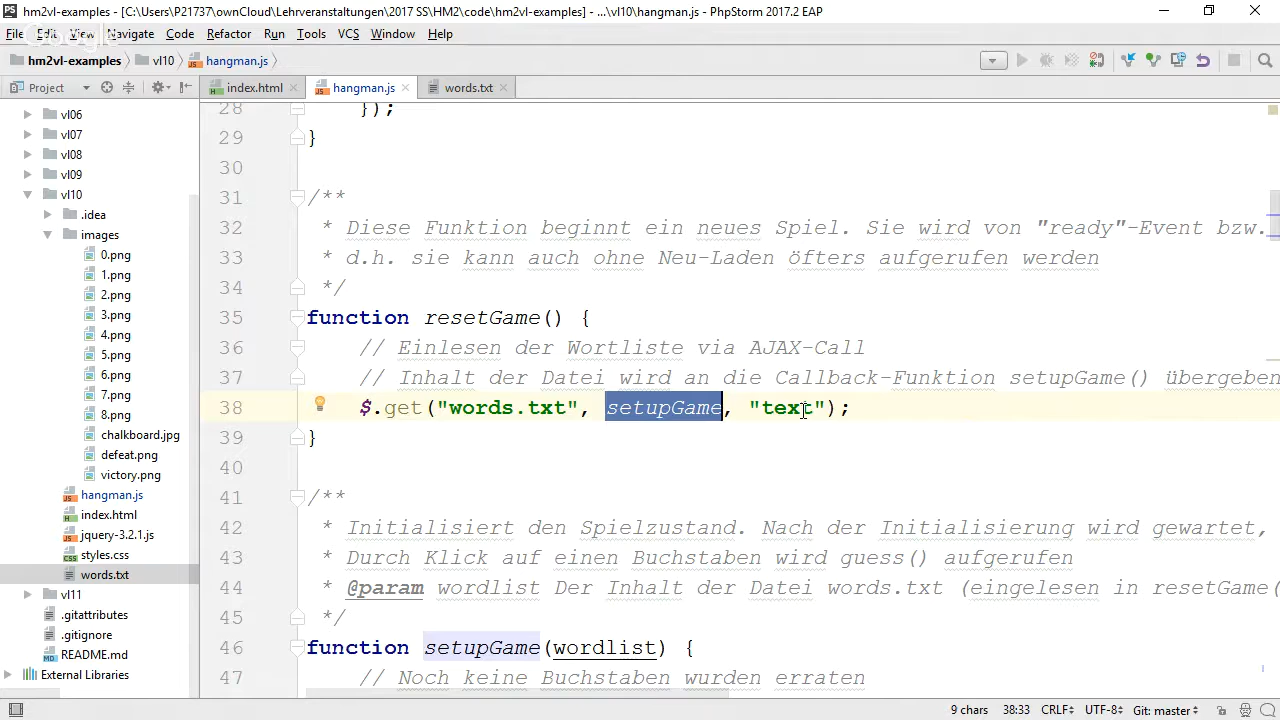 hm2vl-examples - [C:\Users\P21737\ownCloud\Lehrveranstaltungen\2017 SS\HM2\code\hm2vl-examples] - ...\vl10\hangman.js - PhpStorm 2017.2 EAP
File Edit View Navigate Code Refactor Run Tools VCS Window Help
hm2vl-examples vl10 hangman.js
Project index.html hangman.js words.txt
vl06
vl07
vl08
vl09
vl10
.idea
images
0.png
1.png
2.png
3.png
4.png
5.png
6.png
7.png
8.png
chalkboard.jpg
defeat.png
victory.png
hangman.js
index.html
jquery-3.2.1.js
styles.css
words.txt
vl11
.gitattributes
.gitignore
README.md
External Libraries
28 });
29 }
30
31 /**
32 * Diese Funktion beginnt ein neues Spiel. Sie wird von "ready"-Event bzw.
33 * d.h. sie kann auch ohne Neu-Laden öfters aufgerufen werden
34 */
35 function resetGame() {
36 // Einlesen der Wortliste via AJAX-Call
37 // Inhalt der Datei wird an die Callback-Funktion setupGame() übergeben
38 $.get("words.txt", setupGame, "text");
39 }
40
41 /**
42 * Initialisiert den Spielzustand. Nach der Initialisierung wird gewartet,
43 * Durch Klick auf einen Buchstaben wird guess() aufgerufen
44 * @param wordlist Der Inhalt der Datei words.txt (eingelesen in resetGame(
45 */
46 function setupGame(wordlist) {
47 // Noch keine Buchstaben wurden erraten
9 chars 38:33 CRLF UTF-8 Git: master